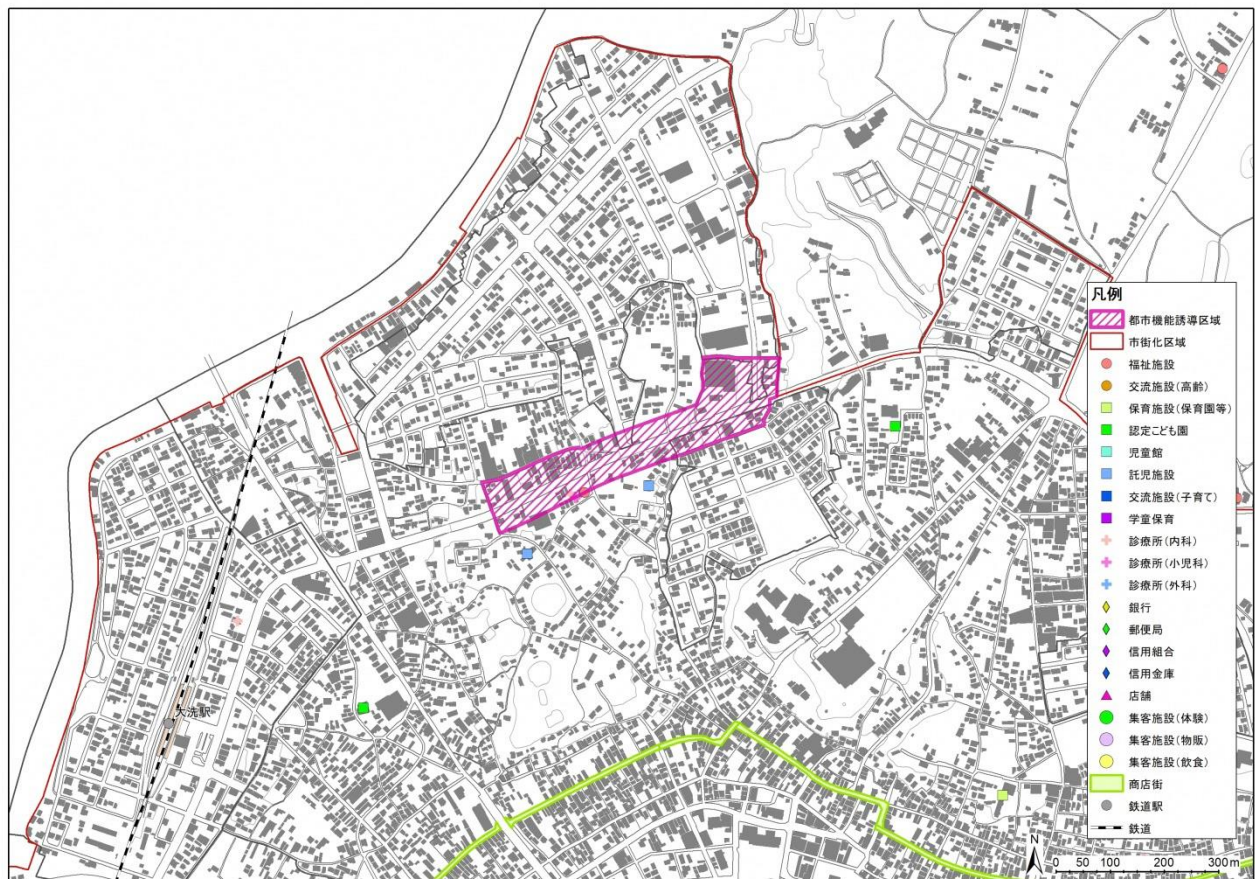 大洗駅
凡例
都市機能誘導区域
市街化区域
福祉施設
交流施設(高齢)
保育施設(保育園等)
認定こども園
児童館
託児施設
交流施設(子育て)
学童保育
診療所(内科)
診療所(小児科)
診療所(外科)
銀行
郵便局
信用組合
信用金庫
店舗
集客施設(体験)
集客施設(物販)
集客施設(飲食)
商店街
鉄道駅
鉄道
N
0 50 100 200 300m